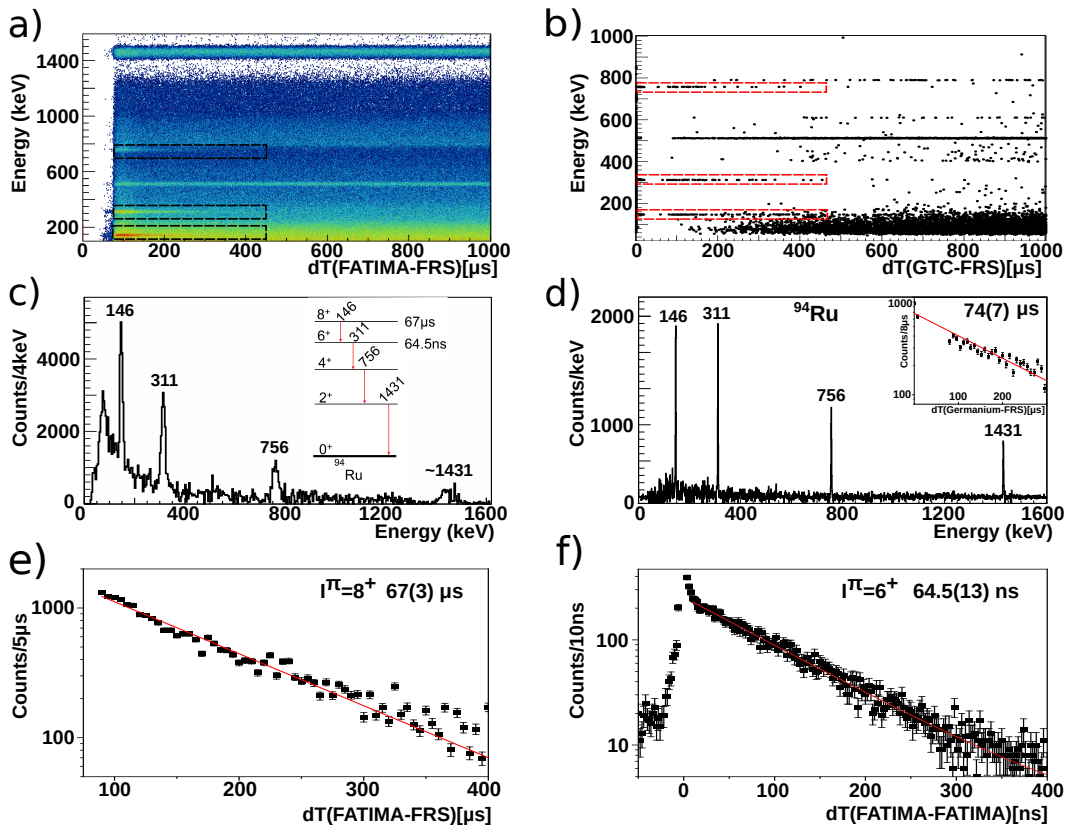 a)
1400
1200
1000
800
600
400
200
Energy (keV)
0 200 400 600 800 1000
dT(FATIMA-FRS)[µs]
b)
1000
800
600
400
200
Energy (keV)
0 200 400 600 800 1000
dT(GTC-FRS)[µs]
c)
4000
2000
0
Counts/4keV
146
311
756
~1431
8⁺ 146 67µs
6⁺ 311 64.5ns
4⁺ 756
2⁺ 1431
0⁺
⁹⁴Ru
0 400 800 1200 1600
Energy (keV)
d)
2000
1000
0
Counts/keV
146
311
⁹⁴Ru
756
1431
1000
100
Counts/8µs
74(7) µs
100 200
dT(Germanium-FRS)[µs]
0 400 800 1200 1600
Energy (keV)
e)
1000
100
Counts/5µs
Iπ=8⁺ 67(3) µs
100 200 300 400
dT(FATIMA-FRS)[µs]
f)
100
10
Counts/10ns
Iπ=6⁺ 64.5(13) ns
0 100 200 300 400
dT(FATIMA-FATIMA)[ns]